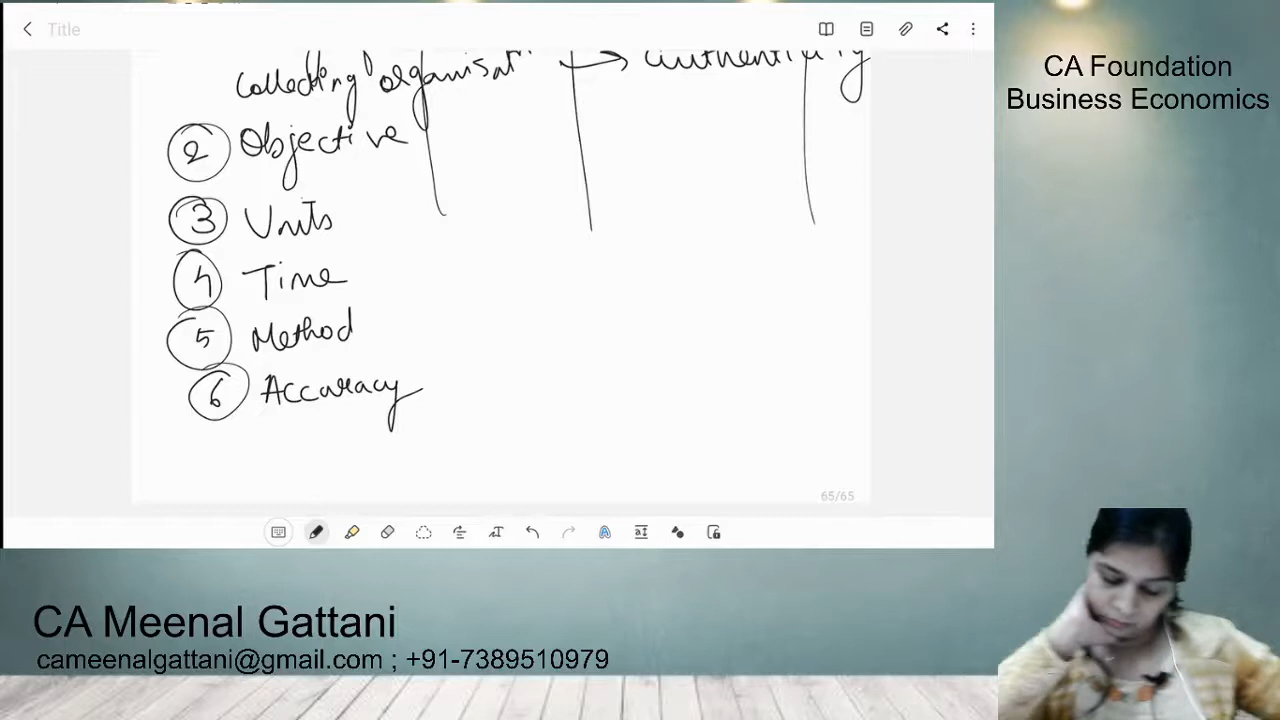 Title
Collecting organisatn → authenticity
2 Objective
3 Units
4 Time
5 Method
6 Accuracy
65/65
CA Foundation
Business Economics
CA Meenal Gattani
cameenalgattani@gmail.com ; +91-7389510979